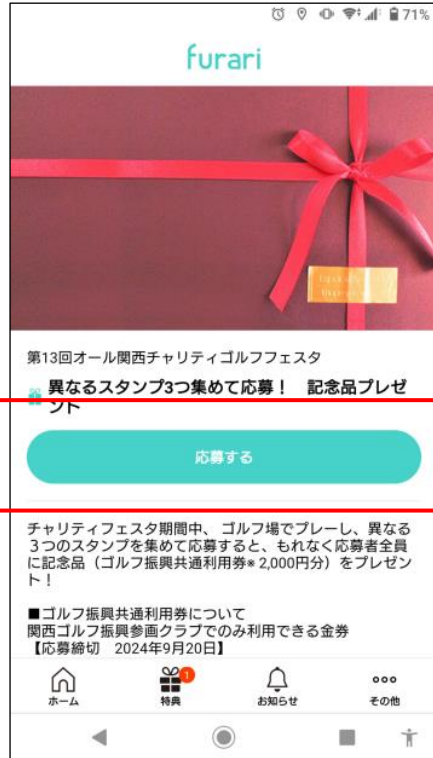 71%
furari
第13回オール関西チャリティゴルフフェスタ
異なるスタンプ3つ集めて応募！　記念品プレゼ
ント
応募する
チャリティフェスタ期間中、ゴルフ場でプレーし、異なる
３つのスタンプを集めて応募すると、もれなく応募者全員
に記念品（ゴルフ振興共通利用券※2,000円分）をプレゼン
ト！
■ゴルフ振興共通利用券について
関西ゴルフ振興参画クラブでのみ利用できる金券
【応募締切　2024年9月20日】
1
ホーム
特典
お知らせ
その他